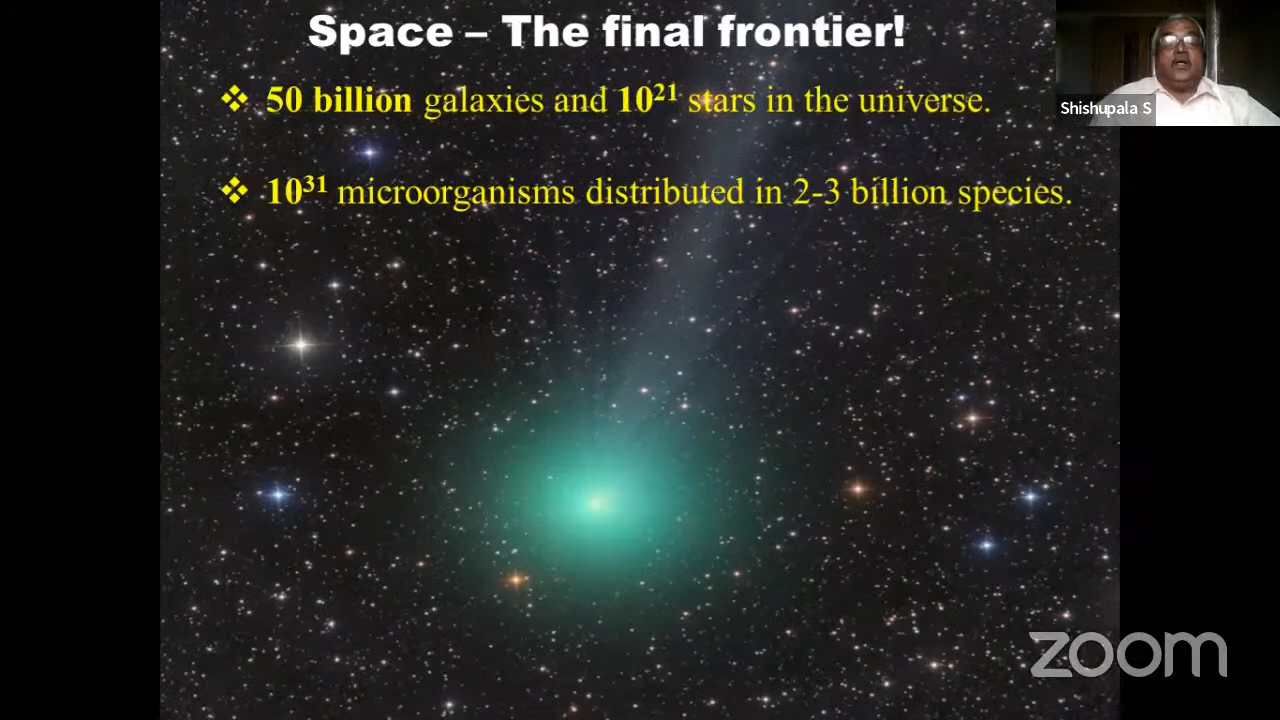 Space – The final frontier!
❖ 50 billion galaxies and 10²¹ stars in the universe.
❖ 10³¹ microorganisms distributed in 2-3 billion species.
Shishupala S
zoom